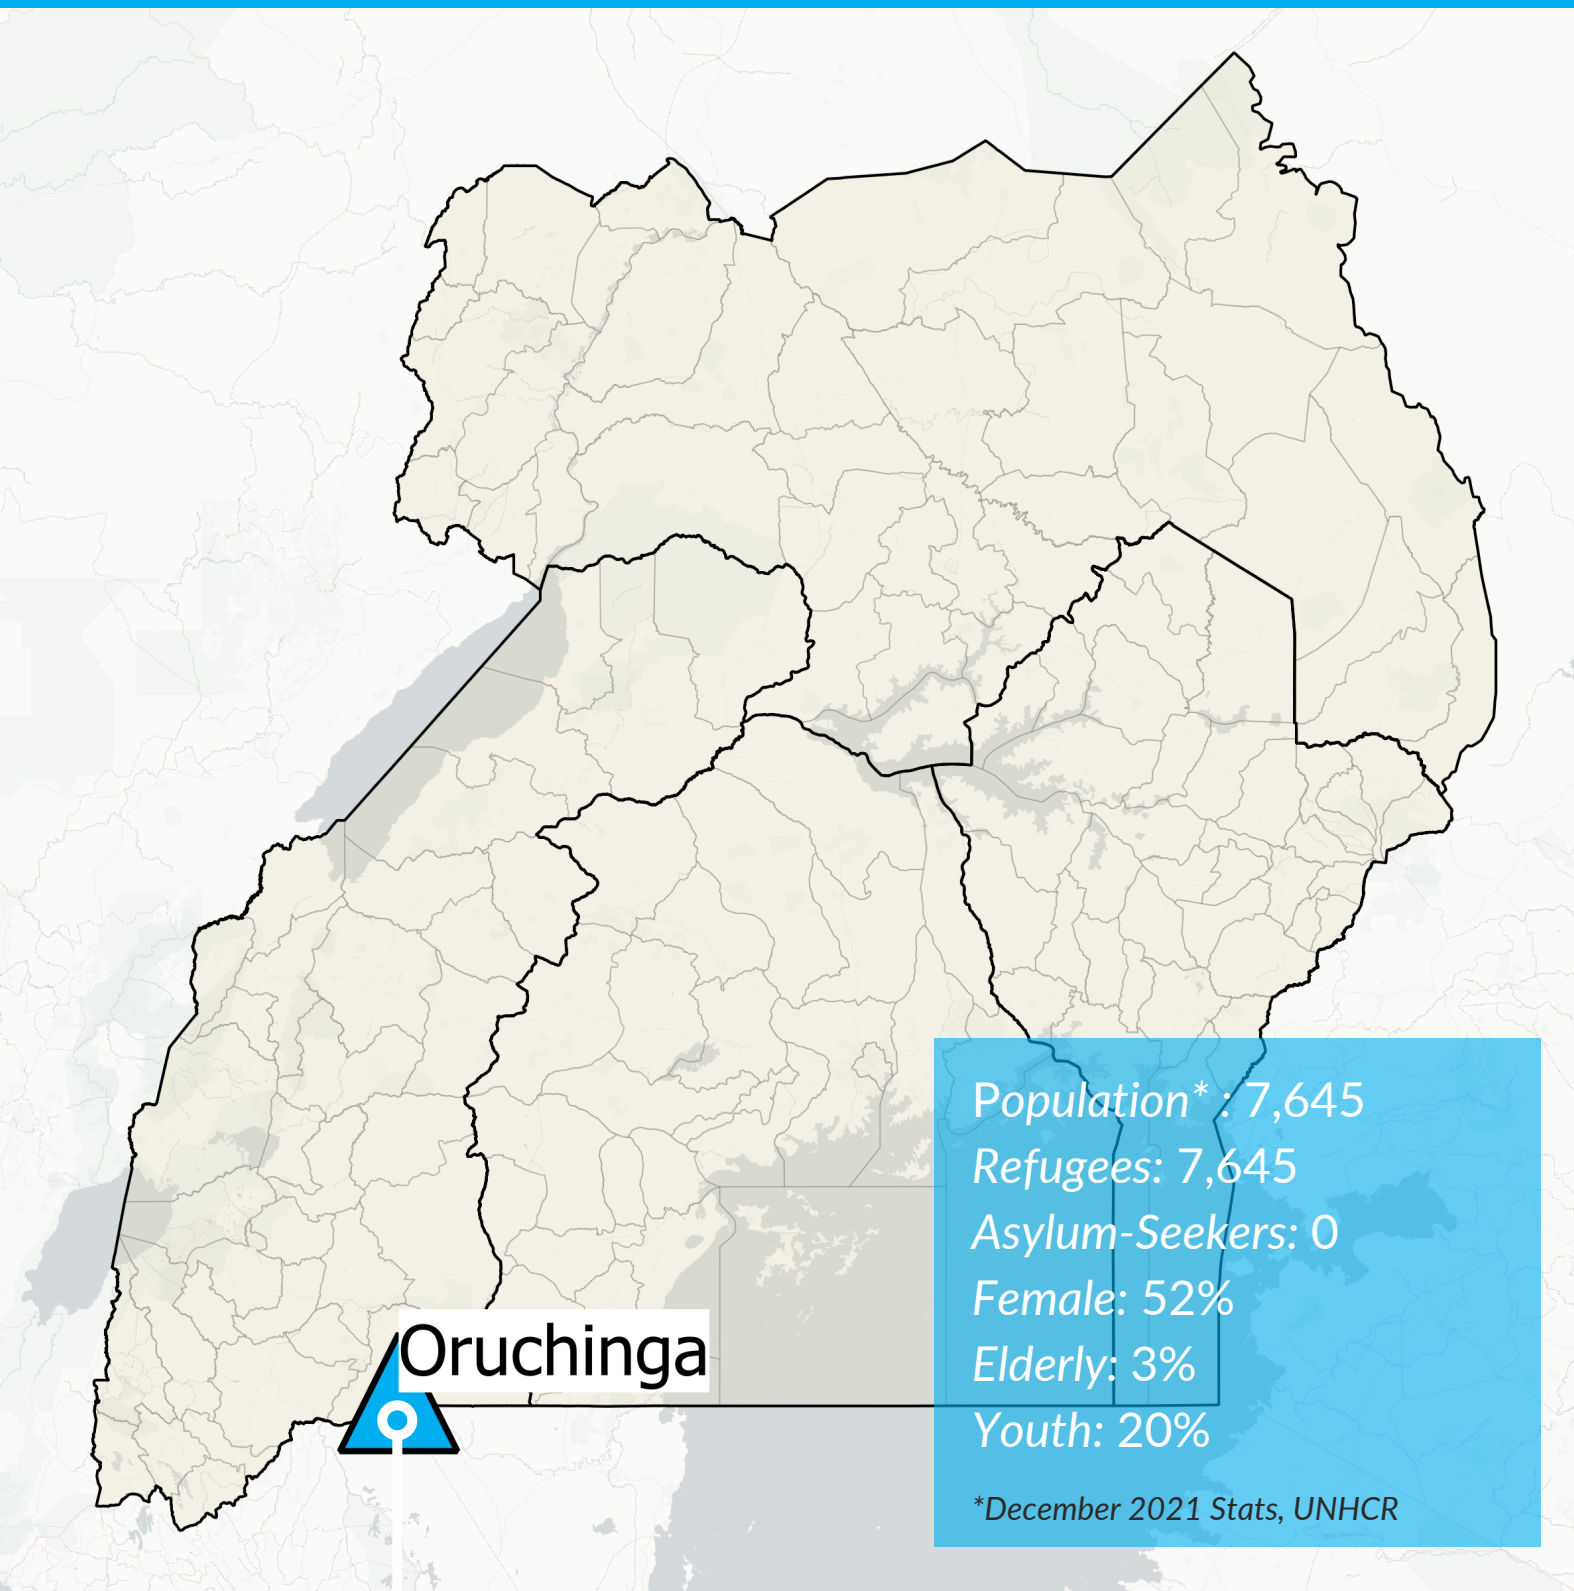 Oruchinga
Population* : 7,645
Refugees: 7,645
Asylum-Seekers: 0
Female: 52%
Elderly: 3%
Youth: 20%
*December 2021 Stats, UNHCR